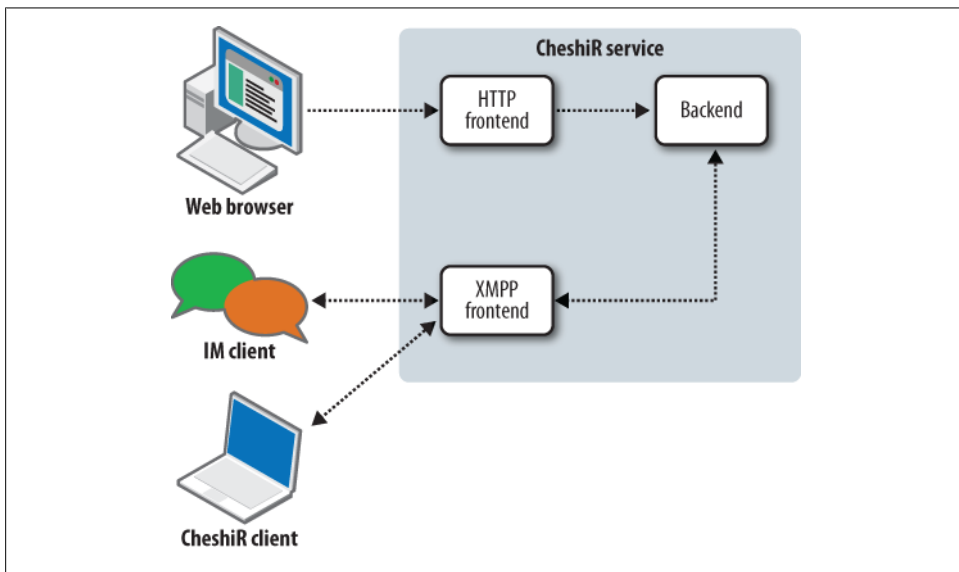 CheshiR service
HTTP
frontend
Backend
Web browser
XMPP
frontend
IM client
CheshiR client